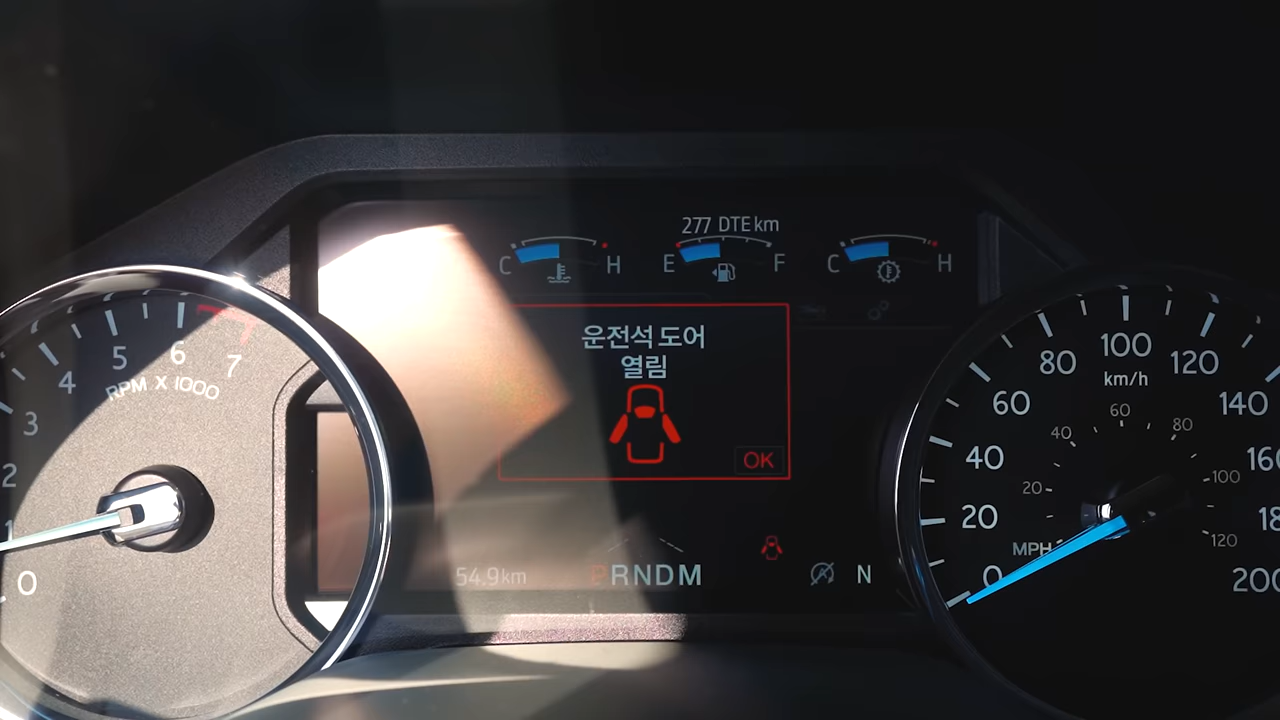 277 DTE km
C H
E F
C H
운전석 도어
열림
OK
54.9km
PRNDM
N
0
1
2
3
4
5
6
7
RPM X 1000
0
20
40
60
80
100
120
140
km/h
200
20
40
60
80
100
120
MPH